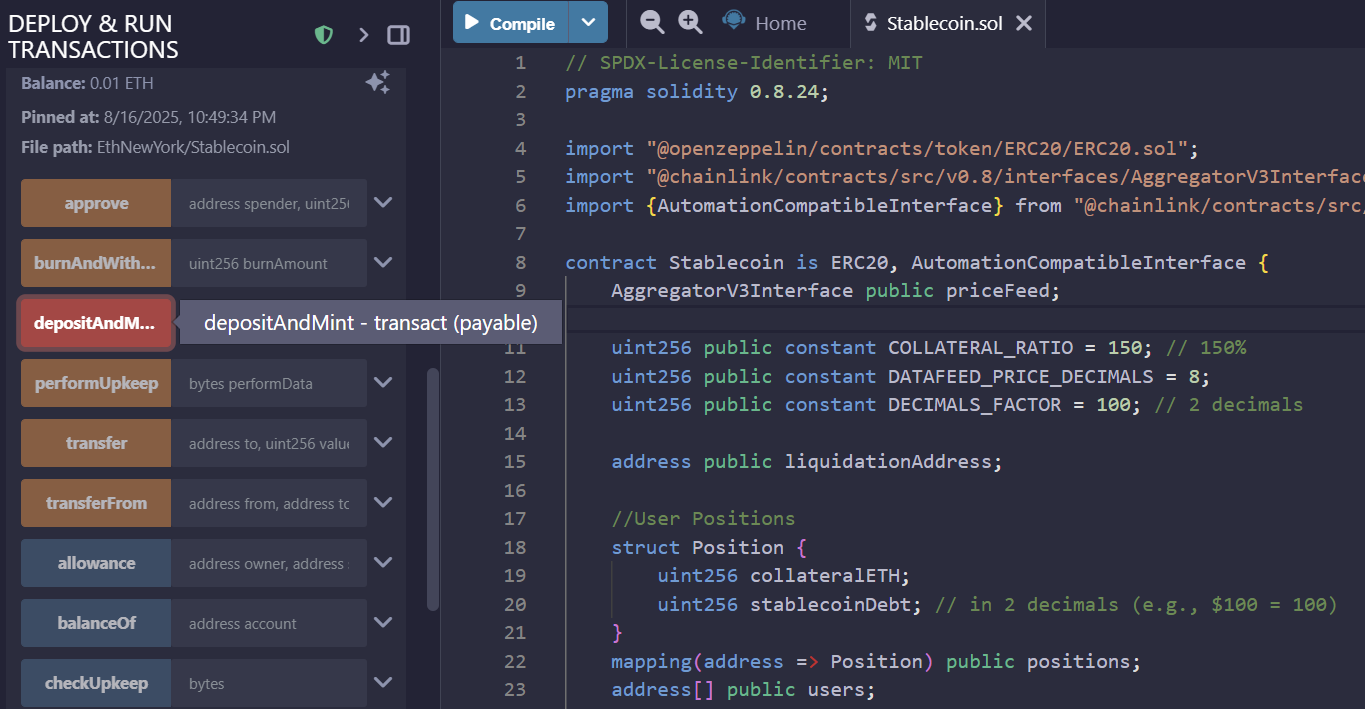 DEPLOY & RUN
TRANSACTIONS
Balance: 0.01 ETH
Pinned at: 8/16/2025, 10:49:34 PM
File path: EthNewYork/Stablecoin.sol
approve address spender, uint25
burnAndWith... uint256 burnAmount
depositAndM... depositAndMint - transact (payable)
performUpkeep bytes performData
transfer address to, uint256 valu
transferFrom address from, address to
allowance address owner, address
balanceOf address account
checkUpkeep bytes
Compile Home Stablecoin.sol
1 // SPDX-License-Identifier: MIT
2 pragma solidity 0.8.24;
3
4 import "@openzeppelin/contracts/token/ERC20/ERC20.sol";
5 import "@chainlink/contracts/src/v0.8/interfaces/AggregatorV3Interface
6 import {AutomationCompatibleInterface} from "@chainlink/contracts/src/
7
8 contract Stablecoin is ERC20, AutomationCompatibleInterface {
9 AggregatorV3Interface public priceFeed;
11 uint256 public constant COLLATERAL_RATIO = 150; // 150%
12 uint256 public constant DATAFEED_PRICE_DECIMALS = 8;
13 uint256 public constant DECIMALS_FACTOR = 100; // 2 decimals
14
15 address public liquidationAddress;
16
17 //User Positions
18 struct Position {
19 uint256 collateralETH;
20 uint256 stablecoinDebt; // in 2 decimals (e.g., $100 = 100)
21 }
22 mapping(address => Position) public positions;
23 address[] public users;